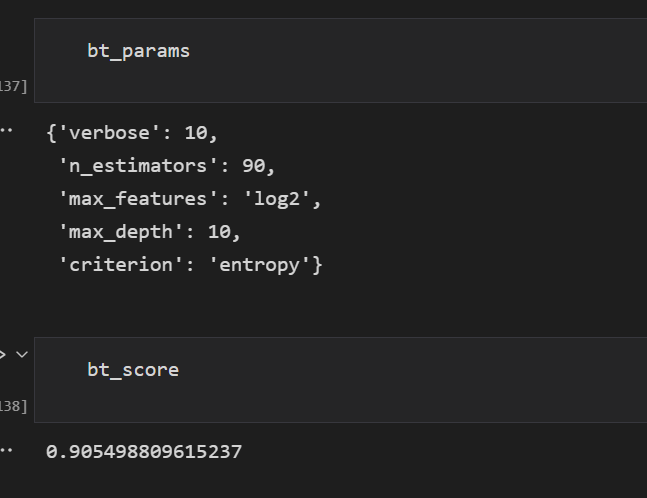 bt_params
137]
{'verbose': 10,
'n_estimators': 90,
'max_features': 'log2',
'max_depth': 10,
'criterion': 'entropy'}
bt_score
138]
0.905498809615237